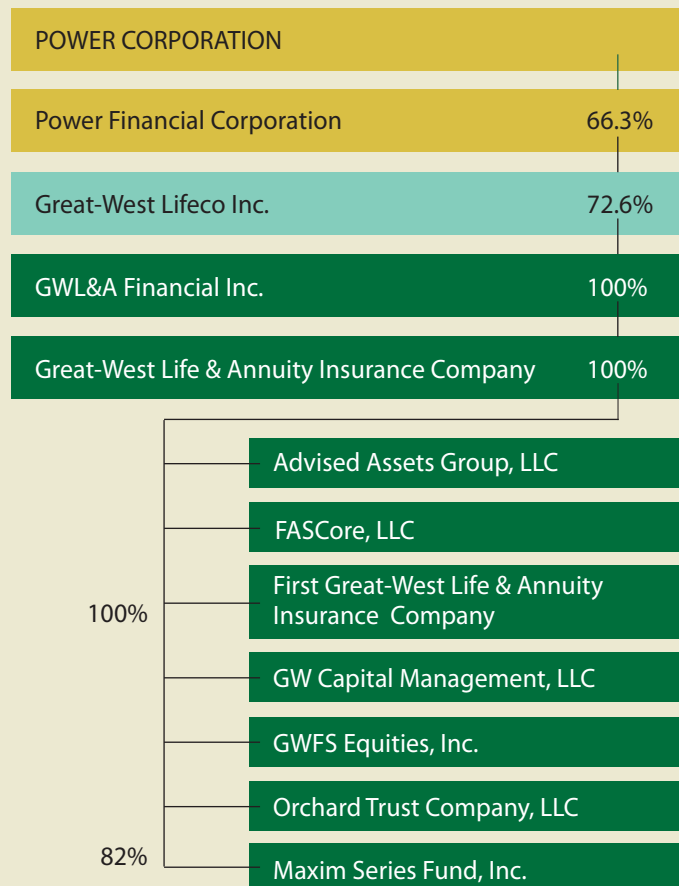 POWER CORPORATION
Power Financial Corporation 66.3%
Great-West Lifeco Inc. 72.6%
GWL&A Financial Inc. 100%
Great-West Life & Annuity Insurance Company 100%
Advised Assets Group, LLC
FASCore, LLC
First Great-West Life & Annuity
Insurance Company
100%
GW Capital Management, LLC
GWFS Equities, Inc.
Orchard Trust Company, LLC
82%
Maxim Series Fund, Inc.